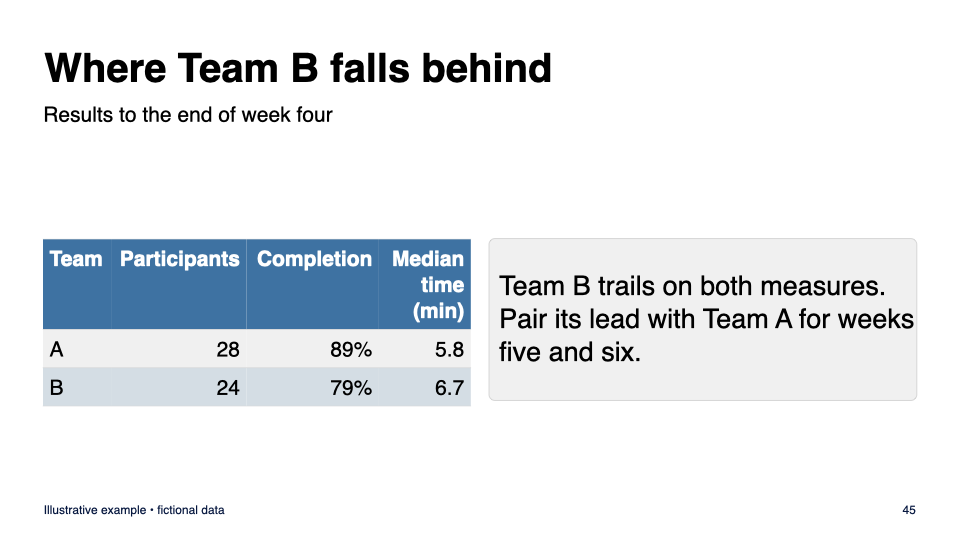 Where Team B falls behind
Results to the end of week four
Team Participants Completion Median time (min)
A 28 89% 5.8
B 24 79% 6.7
Team B trails on both measures.
Pair its lead with Team A for weeks
five and six.
Illustrative example • fictional data
45